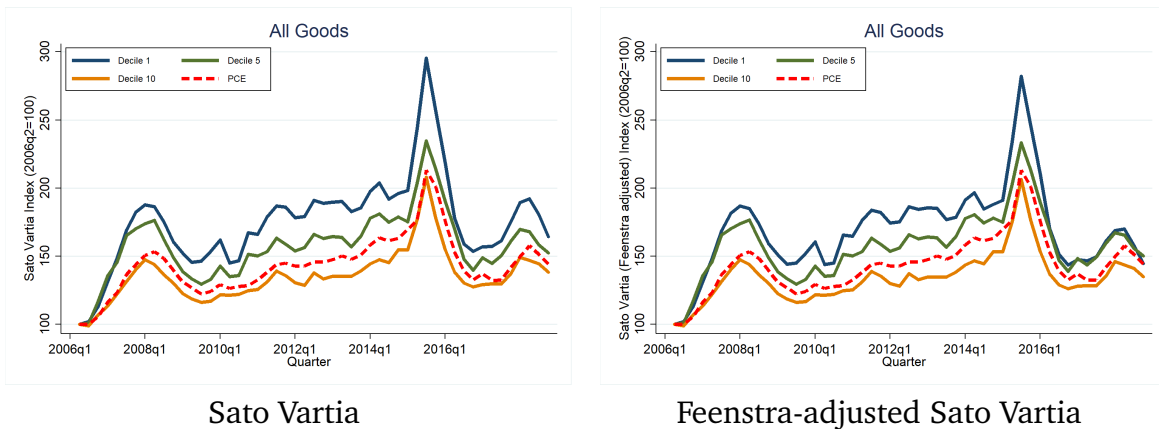 All Goods
Decile 1
Decile 5
Decile 10
PCE
Sato Vartia Index (2006q2=100)
300
250
200
150
100
2006q1 2008q1 2010q1 2012q1 2014q1 2016q1
Quarter
Sato Vartia
All Goods
Decile 1
Decile 5
Decile 10
PCE
Sato Vartia (Feenstra adjusted) Index (2006q2=100)
300
250
200
150
100
2006q1 2008q1 2010q1 2012q1 2014q1 2016q1
Quarter
Feenstra-adjusted Sato Vartia